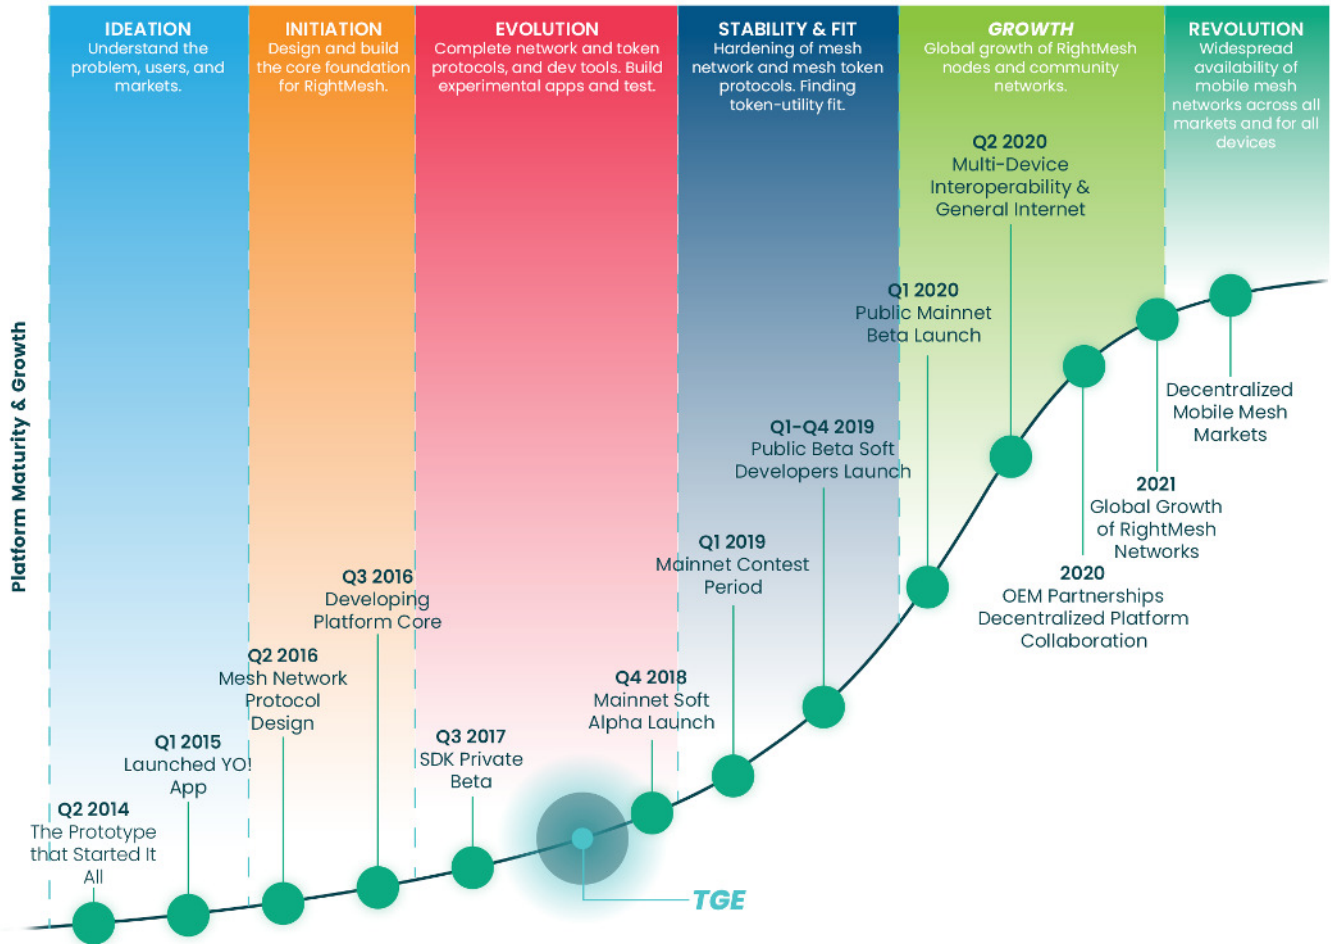 IDEATION
Understand the
problem, users, and
markets.
INITIATION
Design and build
the core foundation
for RightMesh.
EVOLUTION
Complete network and token
protocols, and dev tools. Build
experimental apps and test.
STABILITY & FIT
Hardening of mesh
network and mesh token
protocols. Finding
token-utility fit.
GROWTH
Global growth of RightMesh
nodes and community
networks.
REVOLUTION
Widespread
availability of
mobile mesh
networks across all
markets and for all
devices
Platform Maturity & Growth
Q2 2014
The Prototype
that Started It
All
Q1 2015
Launched YO!
App
Q2 2016
Mesh Network
Protocol
Design
Q3 2016
Developing
Platform Core
Q3 2017
SDK Private
Beta
TGE
Q4 2018
Mainnet Soft
Alpha Launch
Q1 2019
Mainnet Contest
Period
Q1-Q4 2019
Public Beta Soft
Developers Launch
Q1 2020
Public Mainnet
Beta Launch
Q2 2020
Multi-Device
Interoperability &
General Internet
2020
OEM Partnerships
Decentralized Platform
Collaboration
2021
Global Growth
of RightMesh
Networks
Decentralized
Mobile Mesh
Markets